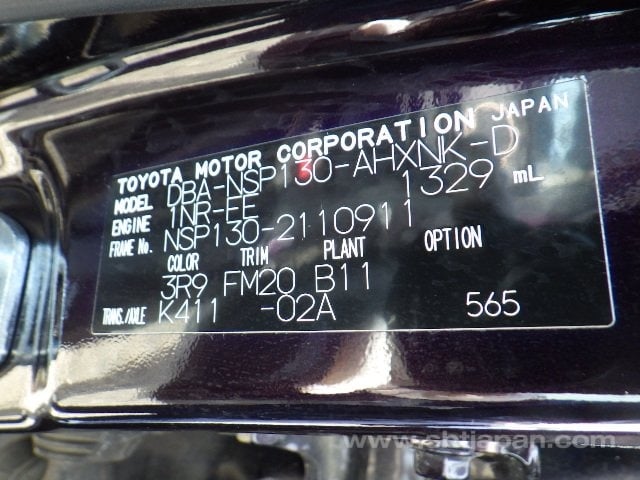 TOYOTA MOTOR CORPORATION JAPAN
MODEL DBA-NSP130-AHXNK-D
ENGINE 1NR-FE 1329 mL
FRAME No. NSP130-2110911
COLOR TRIM PLANT OPTION
3R9 FM20 B11
TRANS./AXLE K411 -02A 565
www.sbtjapan.com